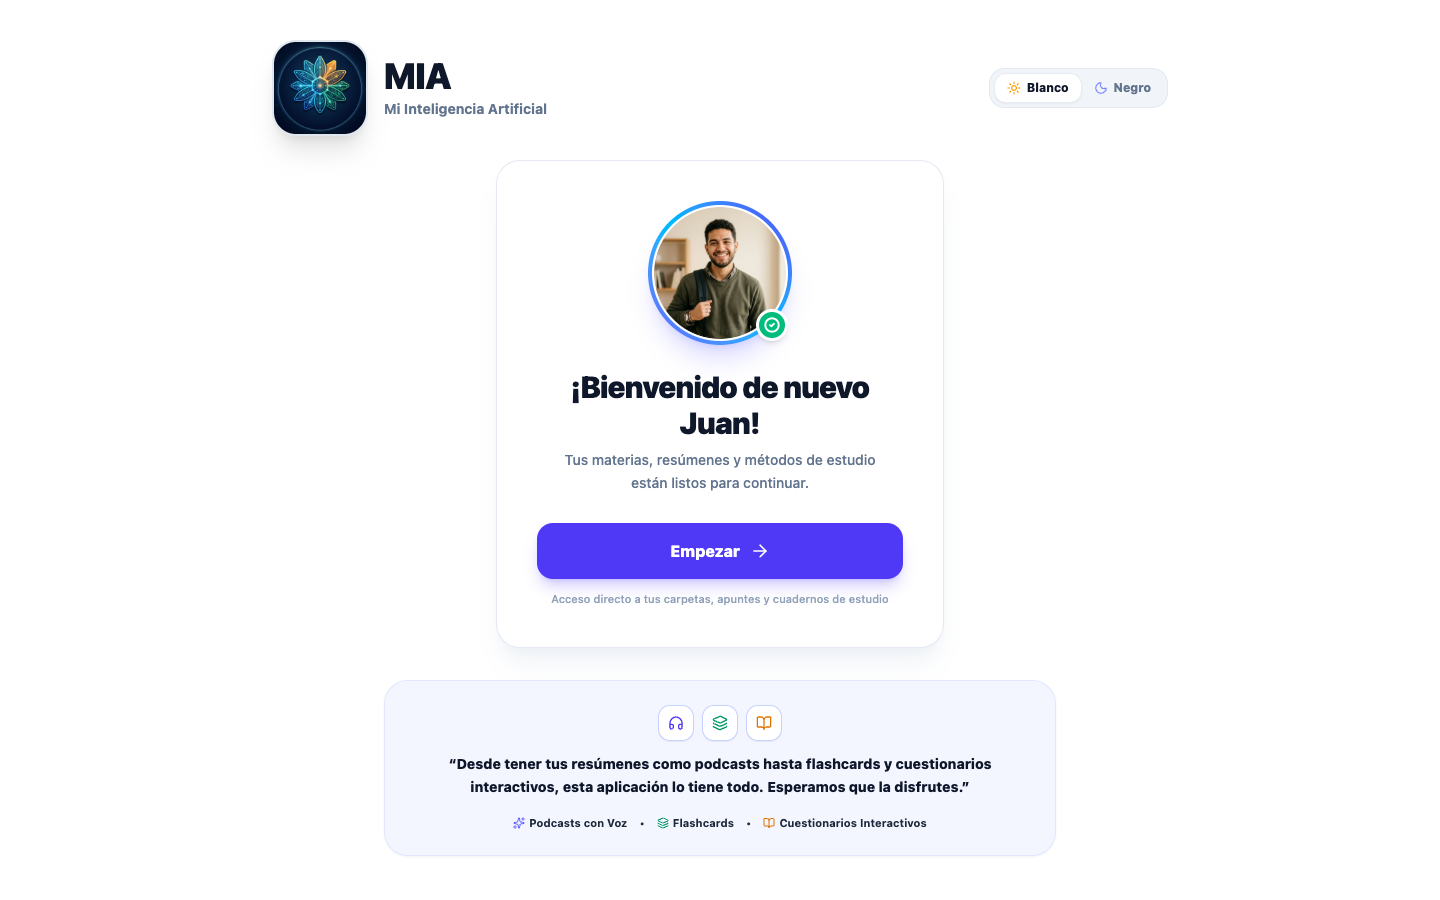 MIA
Mi Inteligencia Artificial
Blanco
Negro
¡Bienvenido de nuevo
Juan!
Tus materias, resúmenes y métodos de estudio
están listos para continuar.
Empezar
Acceso directo a tus carpetas, apuntes y cuadernos de estudio
“Desde tener tus resúmenes como podcasts hasta flashcards y cuestionarios
interactivos, esta aplicación lo tiene todo. Esperamos que la disfrutes.”
Podcasts con Voz • Flashcards • Cuestionarios Interactivos